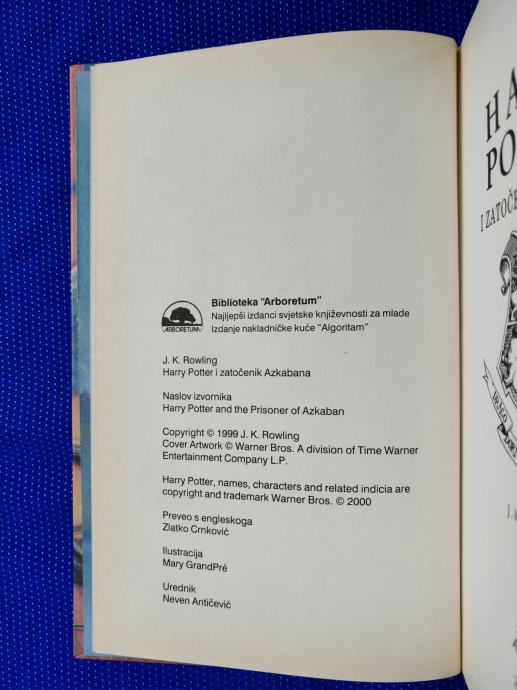 ARBORETUM
Biblioteka "Arboretum"
Najljepši izdanci svjetske književnosti za mlade
Izdanje nakladničke kuće "Algoritam"
J. K. Rowling
Harry Potter i zatočenik Azkabana
Naslov izvornika
Harry Potter and the Prisoner of Azkaban
Copyright © 1999 J. K. Rowling
Cover Artwork © Warner Bros. A division of Time Warner
Entertainment Company L.P.
Harry Potter, names, characters and related indicia are
copyright and trademark Warner Bros. © 2000
Preveo s engleskoga
Zlatko Crnković
Ilustracija
Mary GrandPré
Urednik
Neven Antičević
HA
PO
I ZATOČE
J.